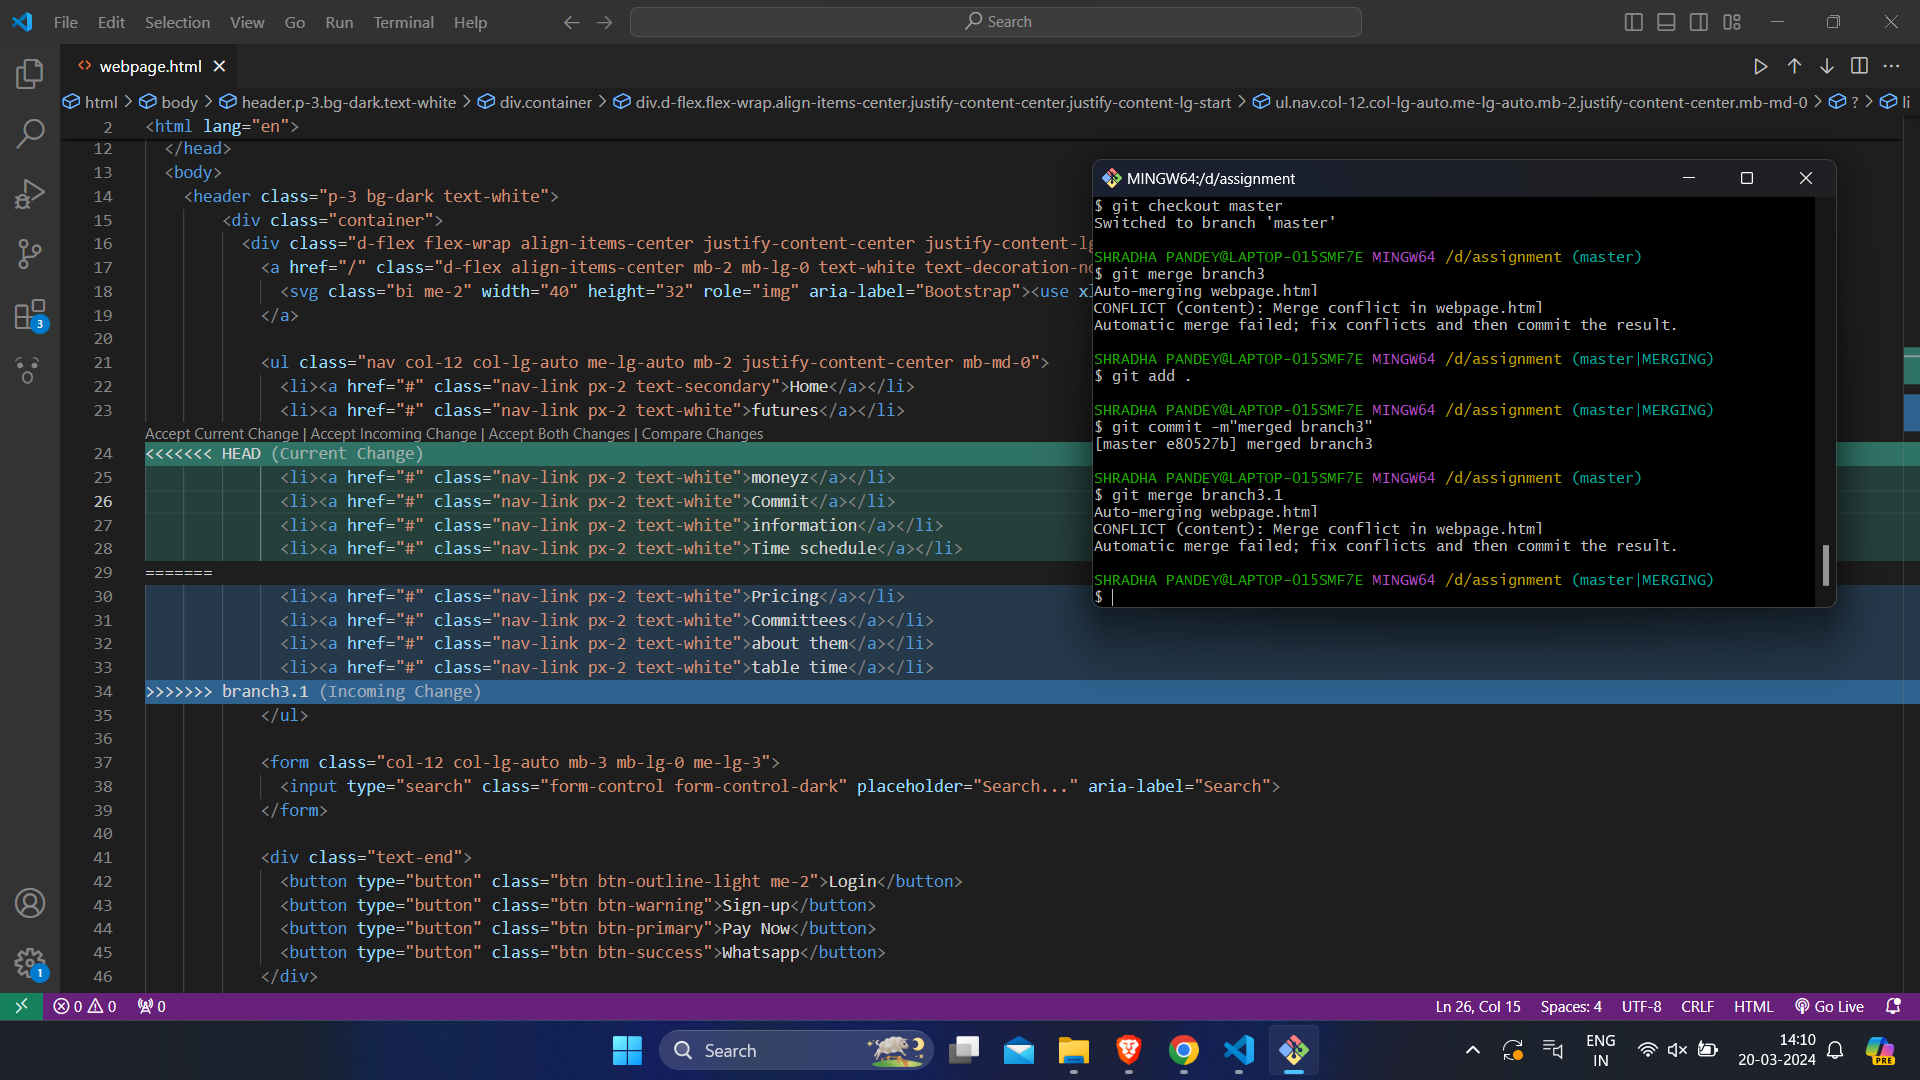 File Edit Selection View Go Run Terminal Help
Search
webpage.html
html > body > header.p-3.bg-dark.text-white > div.container > div.d-flex.flex-wrap.align-items-center.justify-content-center.justify-content-lg-start > ul.nav.col-12.col-lg-auto.me-lg-auto.mb-2.justify-content-center.mb-md-0 > ? > li
2 <html lang="en">
12 </head>
13 <body>
14 <header class="p-3 bg-dark text-white">
15 <div class="container">
16 <div class="d-flex flex-wrap align-items-center justify-content-center justify-content-lg
17 <a href="/" class="d-flex align-items-center mb-2 mb-lg-0 text-white text-decoration-no
18 <svg class="bi me-2" width="40" height="32" role="img" aria-label="Bootstrap"><use xl
19 </a>
20
21 <ul class="nav col-12 col-lg-auto me-lg-auto mb-2 justify-content-center mb-md-0">
22 <li><a href="#" class="nav-link px-2 text-secondary">Home</a></li>
23 <li><a href="#" class="nav-link px-2 text-white">futures</a></li>
Accept Current Change | Accept Incoming Change | Accept Both Changes | Compare Changes
24 <<<<<<< HEAD (Current Change)
25 <li><a href="#" class="nav-link px-2 text-white">moneyz</a></li>
26 <li><a href="#" class="nav-link px-2 text-white">Commit</a></li>
27 <li><a href="#" class="nav-link px-2 text-white">information</a></li>
28 <li><a href="#" class="nav-link px-2 text-white">Time schedule</a></li>
29 =======
30 <li><a href="#" class="nav-link px-2 text-white">Pricing</a></li>
31 <li><a href="#" class="nav-link px-2 text-white">Committees</a></li>
32 <li><a href="#" class="nav-link px-2 text-white">about them</a></li>
33 <li><a href="#" class="nav-link px-2 text-white">table time</a></li>
34 >>>>>>> branch3.1 (Incoming Change)
35 </ul>
36
37 <form class="col-12 col-lg-auto mb-3 mb-lg-0 me-lg-3">
38 <input type="search" class="form-control form-control-dark" placeholder="Search..." aria-label="Search">
39 </form>
40
41 <div class="text-end">
42 <button type="button" class="btn btn-outline-light me-2">Login</button>
43 <button type="button" class="btn btn-warning">Sign-up</button>
44 <button type="button" class="btn btn-primary">Pay Now</button>
45 <button type="button" class="btn btn-success">Whatsapp</button>
46 </div>
MINGW64:/d/assignment
$ git checkout master
Switched to branch 'master'
SHRADHA PANDEY@LAPTOP-015SMF7E MINGW64 /d/assignment (master)
$ git merge branch3
Auto-merging webpage.html
CONFLICT (content): Merge conflict in webpage.html
Automatic merge failed; fix conflicts and then commit the result.
SHRADHA PANDEY@LAPTOP-015SMF7E MINGW64 /d/assignment (master|MERGING)
$ git add .
SHRADHA PANDEY@LAPTOP-015SMF7E MINGW64 /d/assignment (master|MERGING)
$ git commit -m"merged branch3"
[master e80527b] merged branch3
SHRADHA PANDEY@LAPTOP-015SMF7E MINGW64 /d/assignment (master)
$ git merge branch3.1
Auto-merging webpage.html
CONFLICT (content): Merge conflict in webpage.html
Automatic merge failed; fix conflicts and then commit the result.
SHRADHA PANDEY@LAPTOP-015SMF7E MINGW64 /d/assignment (master|MERGING)
$
3
1
0 0 0
Ln 26, Col 15 Spaces: 4 UTF-8 CRLF HTML Go Live
Search
ENG
IN
14:10
20-03-2024
PRE